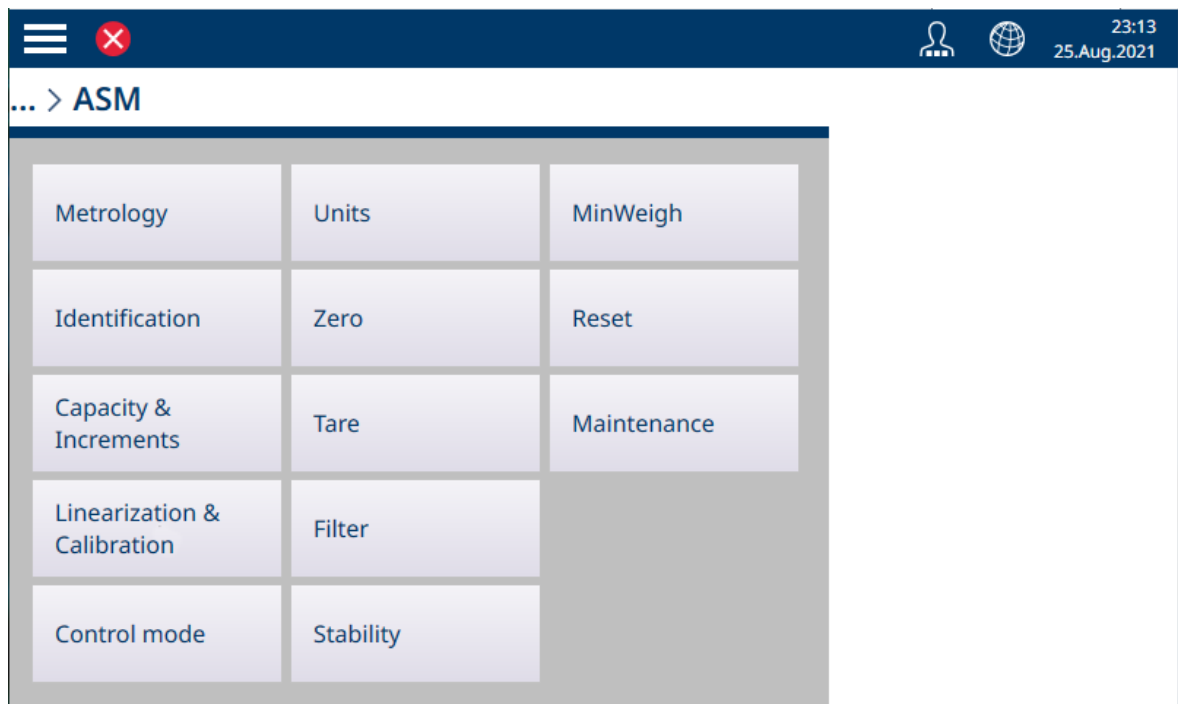 23:13
25.Aug.2021
... > ASM
Metrology
Units
MinWeigh
Identification
Zero
Reset
Capacity &
Increments
Tare
Maintenance
Linearization &
Calibration
Filter
Control mode
Stability